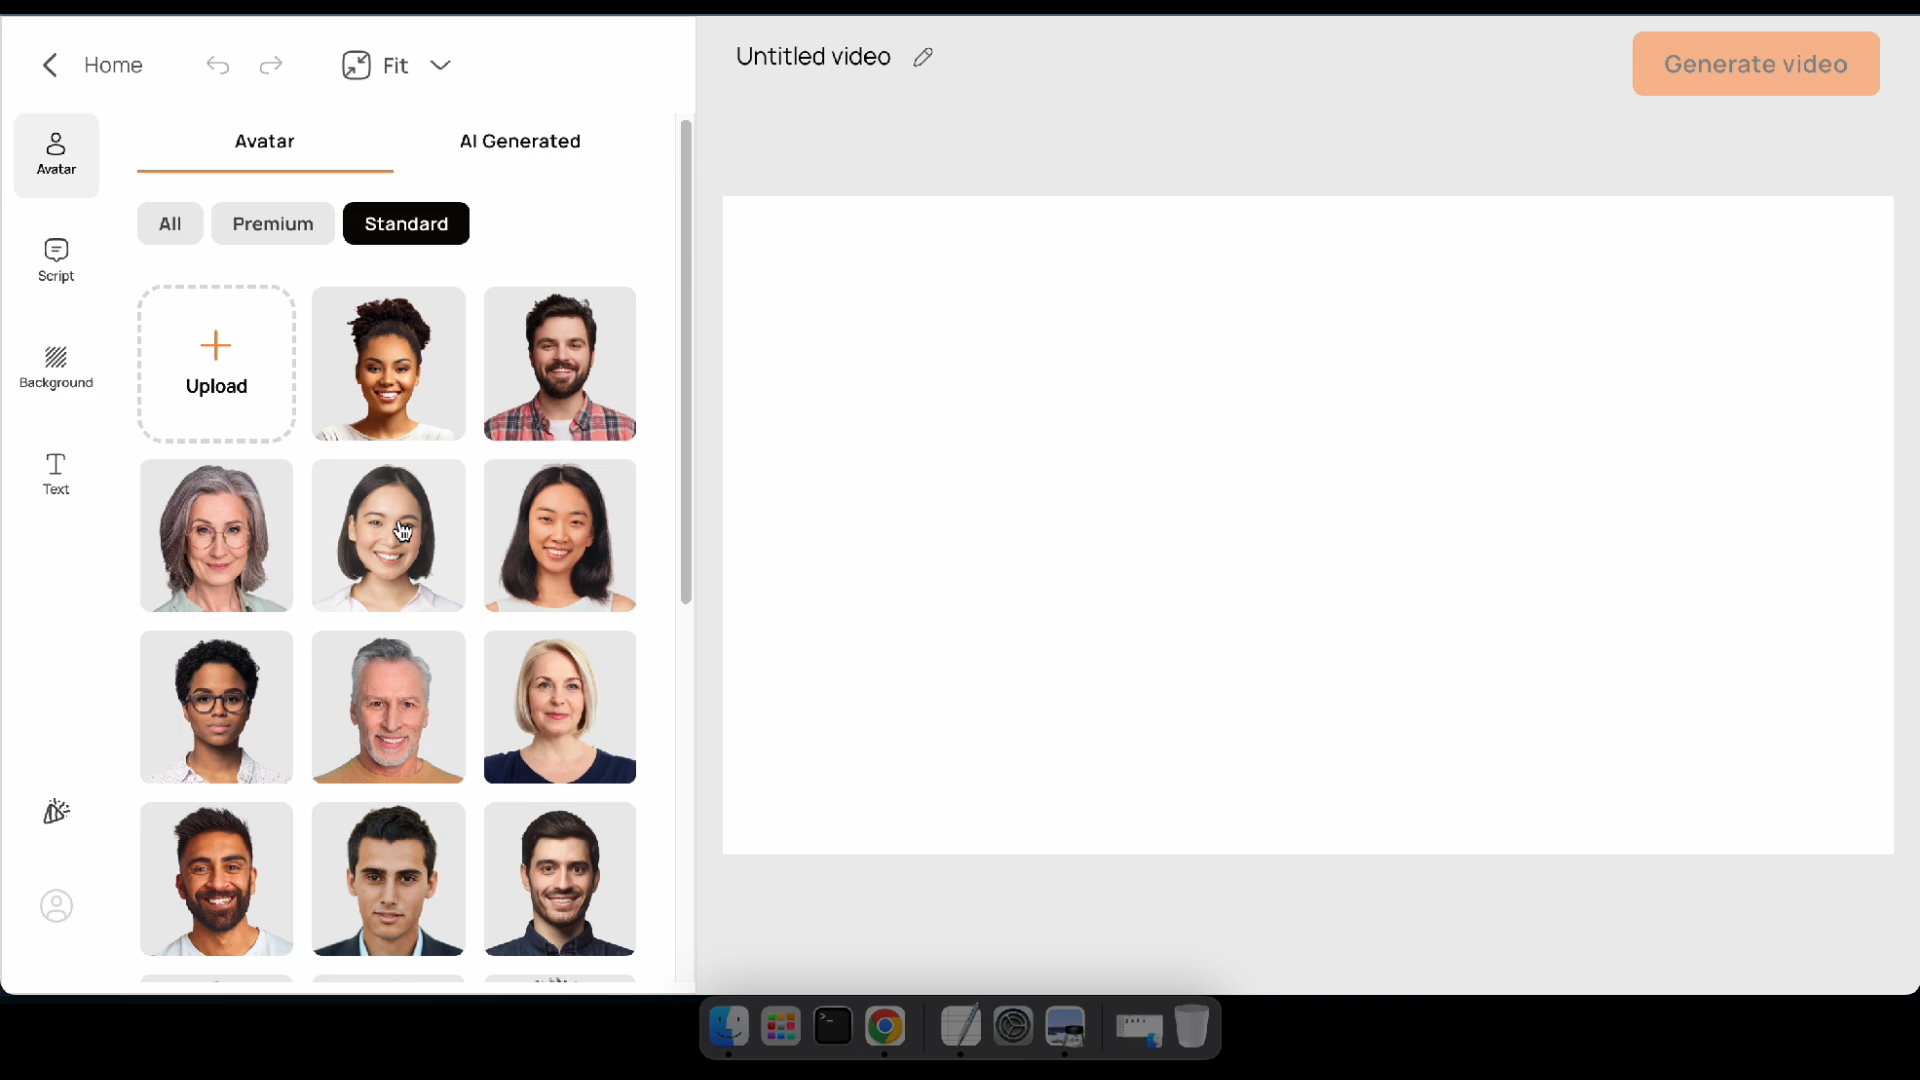 Home
Fit
Untitled video
Generate video
Avatar
AI Generated
Avatar
All
Premium
Standard
Script
Upload
Background
Text